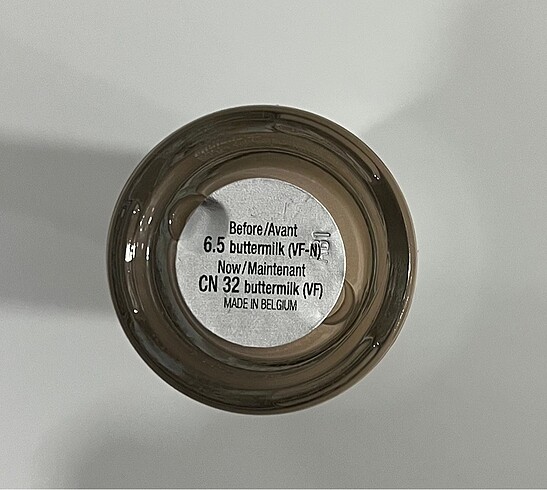 Before/Avant
6.5 buttermilk (VF-N)
Now/Maintenant
CN 32 buttermilk (VF)
MADE IN BELGIUM